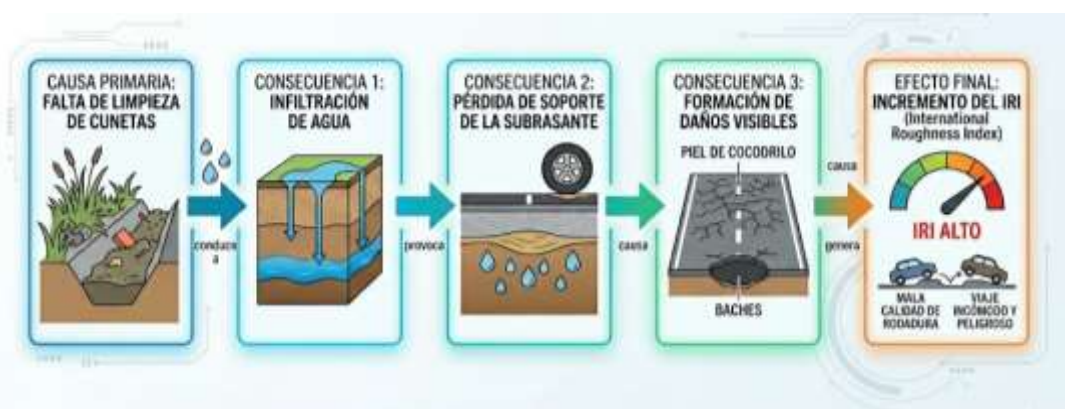 CAUSA PRIMARIA:
FALTA DE LIMPIEZA
DE CUNETAS
conduce
a
CONSECUENCIA 1:
INFILTRACIÓN
DE AGUA
provoca
CONSECUENCIA 2:
PÉRDIDA DE SOPORTE
DE LA SUBRASANTE
causa
CONSECUENCIA 3:
FORMACIÓN DE
DAÑOS VISIBLES
PIEL DE COCODRILO
BACHES
causa
genera
EFECTO FINAL:
INCREMENTO DEL IRI
(International
Roughness Index)
IRI ALTO
MALA
CALIDAD DE
RODADURA
VIAJE
INCÓMODO Y
PELIGROSO